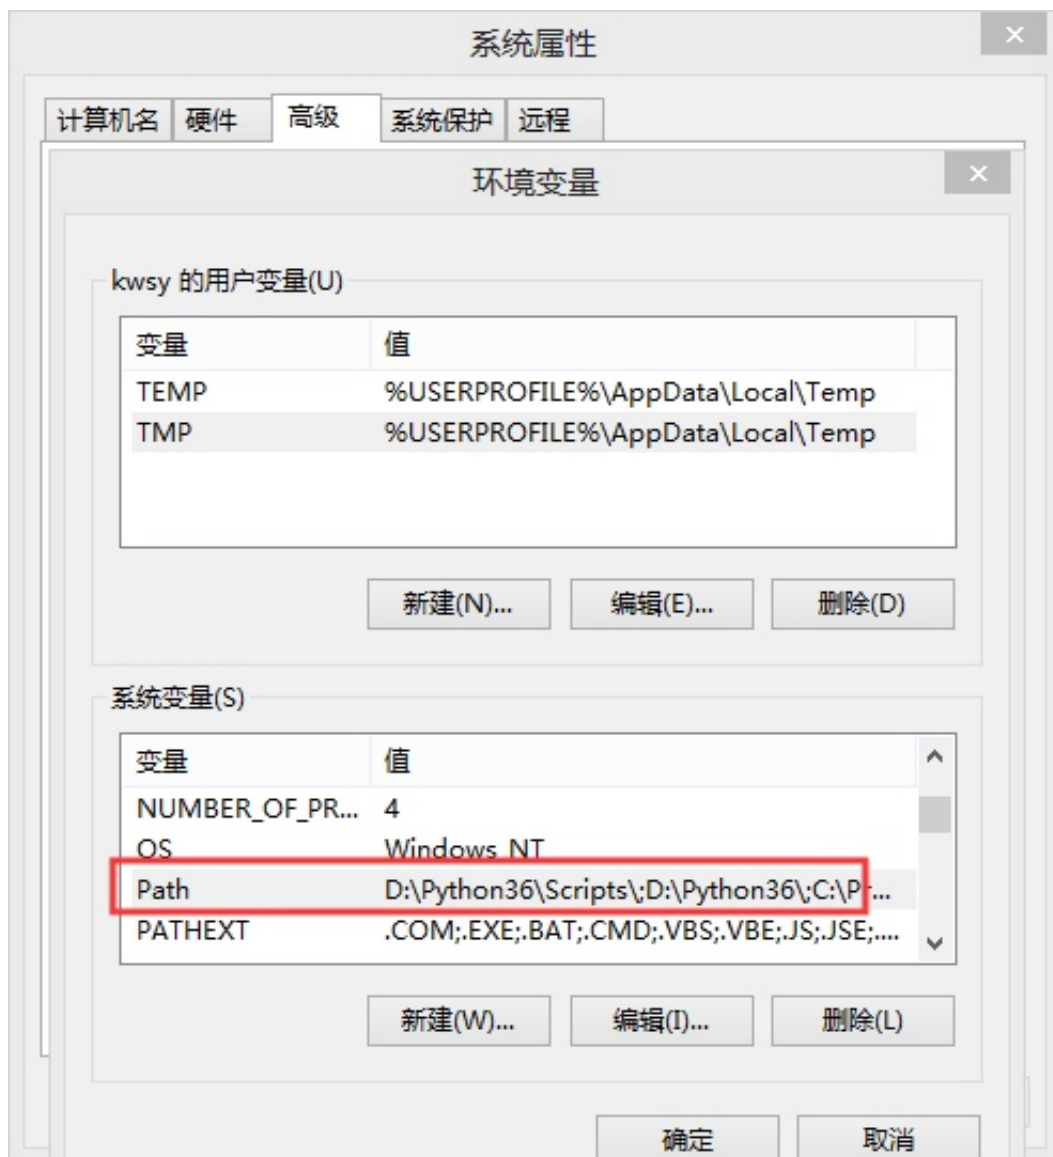 系统属性
计算机名 硬件 高级 系统保护 远程
环境变量
kwsy 的用户变量(U)
变量 值
TEMP %USERPROFILE%\AppData\Local\Temp
TMP %USERPROFILE%\AppData\Local\Temp
新建(N)... 编辑(E)... 删除(D)
系统变量(S)
变量 值
NUMBER_OF_PR... 4
OS Windows_NT
Path D:\Python36\Scripts\;D:\Python36\;C:\Pr...
PATHEXT .COM;.EXE;.BAT;.CMD;.VBS;.VBE;.JS;.JSE;....
新建(W)... 编辑(I)... 删除(L)
确定 取消